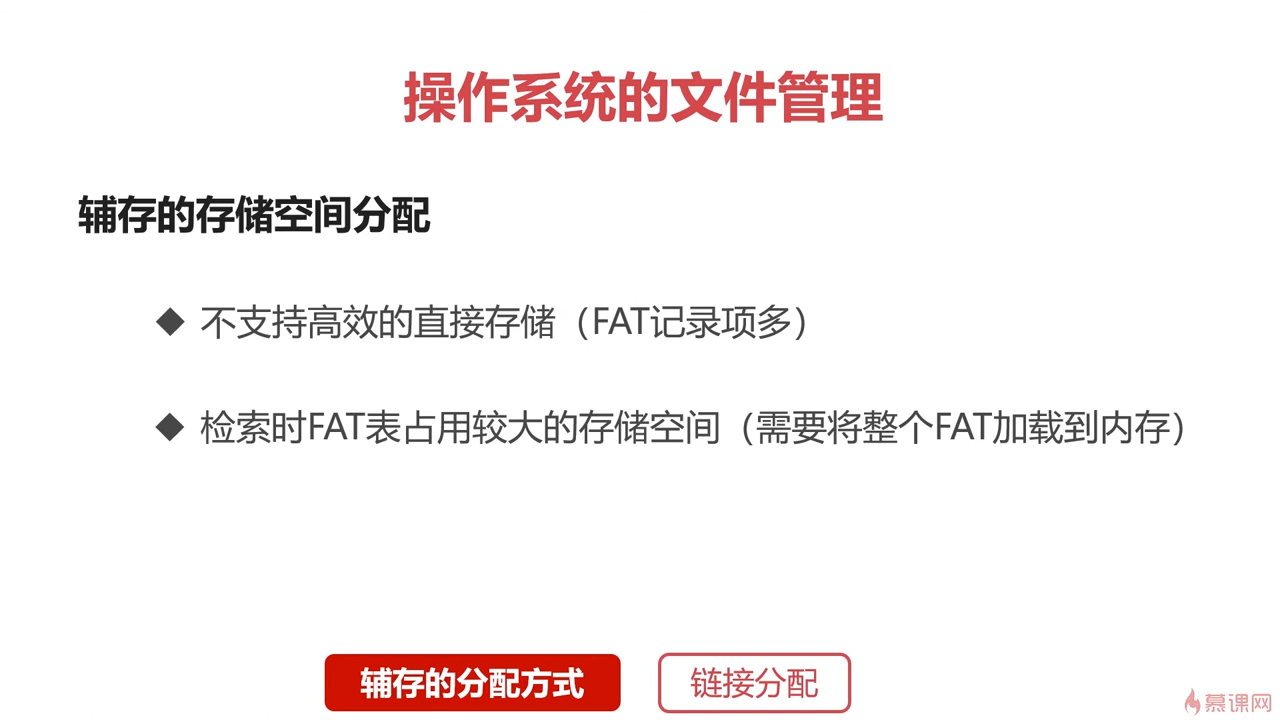 操作系统的文件管理
辅存的存储空间分配
◆ 不支持高效的直接存储（FAT记录项多）
◆ 检索时FAT表占用较大的存储空间（需要将整个FAT加载到内存）
辅存的分配方式
链接分配
慕课网